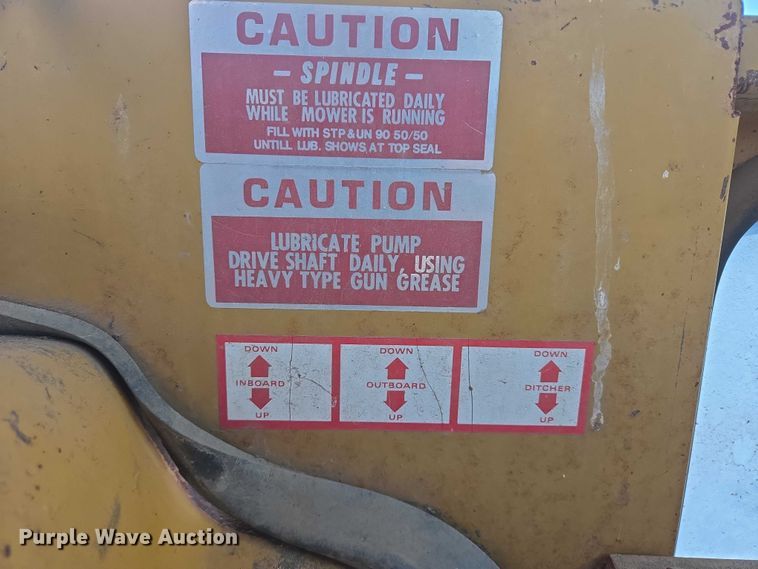 CAUTION
- SPINDLE -
MUST BE LUBRICATED DAILY
WHILE MOWER IS RUNNING
FILL WITH STP & UN 90 50/50
UNTILL LUB. SHOWS AT TOP SEAL
CAUTION
LUBRICATE PUMP
DRIVE SHAFT DAILY, USING
HEAVY TYPE GUN GREASE
DOWN
INBOARD
UP
DOWN
OUTBOARD
UP
DOWN
DITCHER
UP
Purple Wave Auction